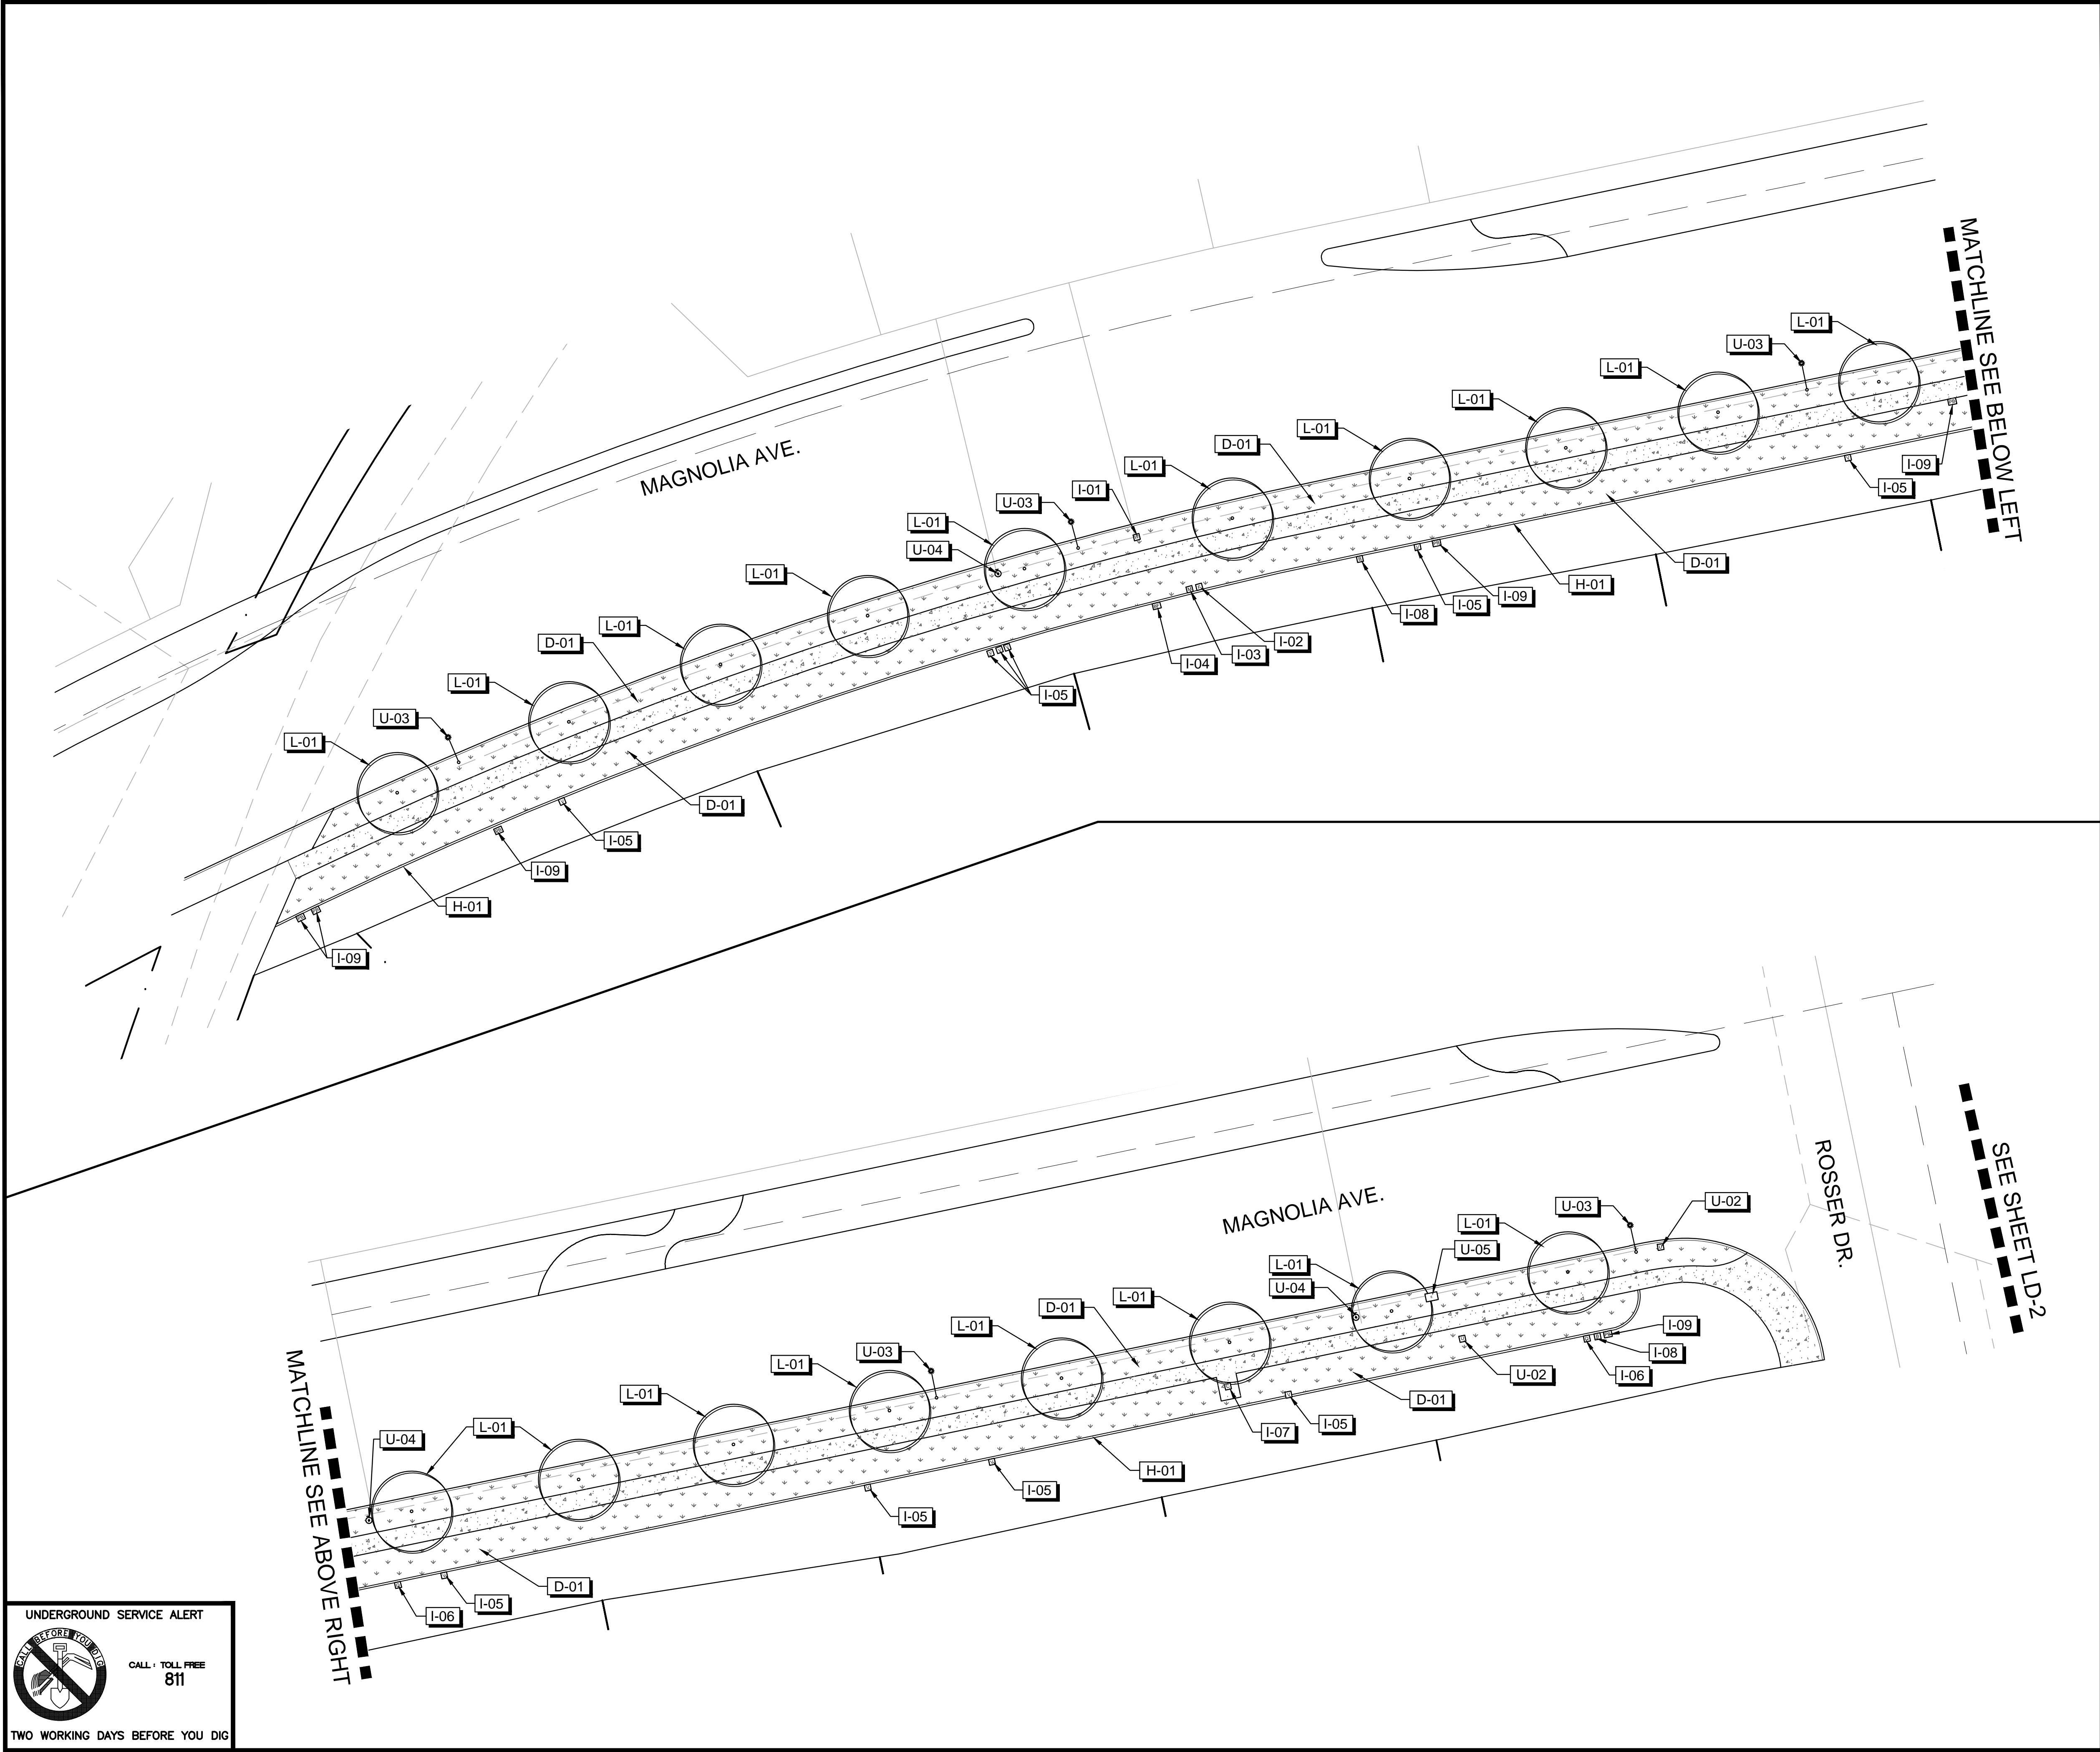 MATCHLINE SEE BELOW LEFT
L-01
U-03
L-01
L-01
I-09
I-05
L-01
D-01
D-01
MAGNOLIA AVE.
L-01
I-01
U-03
L-01
U-04
H-01
I-09
I-05
I-08
L-01
I-02
I-03
I-04
L-01
D-01
I-05
L-01
U-03
L-01
D-01
I-05
I-09
H-01
I-09
ROSSER DR.
SEE SHEET LD-2
MAGNOLIA AVE.
U-02
U-03
L-01
U-05
L-01
U-04
L-01
D-01
L-01
I-09
I-08
I-06
U-02
D-01
U-03
L-01
L-01
I-05
I-07
L-01
U-04
H-01
I-05
I-05
D-01
I-05
I-06
MATCHLINE SEE ABOVE RIGHT
UNDERGROUND SERVICE ALERT
CALL BEFORE YOU DIG
CALL: TOLL FREE
811
TWO WORKING DAYS BEFORE YOU DIG